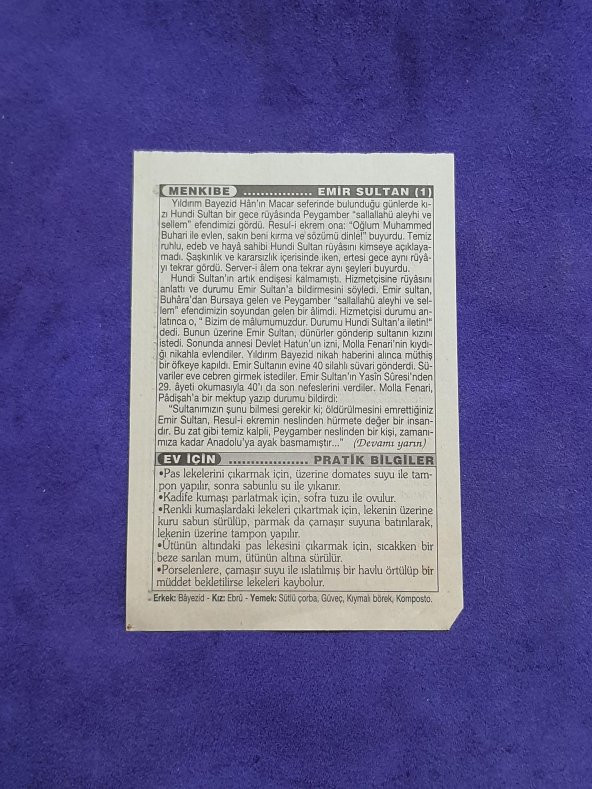 MENKIBE ................ EMİR SULTAN (1)
Yıldırım Bayezid Hân'ın Macar seferinde bulunduğu günlerde kı-
zı Hundi Sultan bir gece rüyâsında Peygamber "sallallahü aleyhi ve
sellem" efendimizi gördü. Resul-i ekrem ona: "Oğlum Muhammed
Buhari ile evlen, sakın beni kırma ve sözümü dinle!" buyurdu. Temiz
ruhlu, edeb ve hayâ sahibi Hundi Sultan rüyâsını kimseye açıklaya-
madı. Şaşkınlık ve kararsızlık içerisinde iken, ertesi gece aynı rüyâ-
yı tekrar gördü. Server-i âlem ona tekrar aynı şeyleri buyurdu.
Hundi Sultan'ın artık endişesi kalmamıştı. Hizmetçisine rüyâsını
anlattı ve durumu Emir Sultan'a bildirmesini söyledi. Emir sultan,
Buhâra'dan Bursaya gelen ve Peygamber "sallallahü aleyhi ve sel-
lem" efendimizin soyundan gelen bir âlimdi. Hizmetçisi durumu an-
latınca o, " Bizim de mâlumumuzdur. Durumu Hundi Sultan'a iletin!"
dedi. Bunun üzerine Emir Sultan, dünürler gönderip sultanın kızını
istedi. Sonunda annesi Devlet Hatun'un izni, Molla Fenari'nin kıydı-
ğı nikahla evlendiler. Yıldırım Bayezid nikah haberini alınca müthiş
bir öfkeye kapıldı. Emir Sultanın evine 40 silahlı süvari gönderdi. Sü-
variler eve cebren girmek istediler. Emir Sultan'ın Yasîn Sûresi'nden
29. âyeti okumasıyla 40'ı da son nefeslerini verdiler. Molla Fenari,
Pâdişah'a bir mektup yazıp durumu bildirdi:
"Sultanımızın şunu bilmesi gerekir ki; öldürülmesini emrettiğiniz
Emir Sultan, Resul-i ekremin neslinden hürmete değer bir insan-
dır. Bu zat gibi temiz kalpli, Peygamber neslinden bir kişi, zamanı-
mıza kadar Anadolu'ya ayak basmamıştır..." (Devamı yarın)
EV İÇİN .................. PRATİK BİLGİLER
•Pas lekelerini çıkarmak için, üzerine domates suyu ile tam-
pon yapılır, sonra sabunlu su ile yıkanır.
•Kadife kumaşı parlatmak için, sofra tuzu ile ovulur.
•Renkli kumaşlardaki lekeleri çıkartmak için, lekenin üzerine
kuru sabun sürülüp, parmak da çamaşır suyuna batırılarak,
lekenin üzerine tampon yapılır.
•Ütünün altındaki pas lekesini çıkarmak için, sıcakken bir
beze sarılan mum, ütünün altına sürülür.
•Porselenlere, çamaşır suyu ile ıslatılmış bir havlu örtülüp bir
müddet bekletilirse lekeleri kaybolur.
Erkek: Bâyezid - Kız: Ebrû - Yemek: Sütlü çorba, Güveç, Kıymalı börek, Komposto.